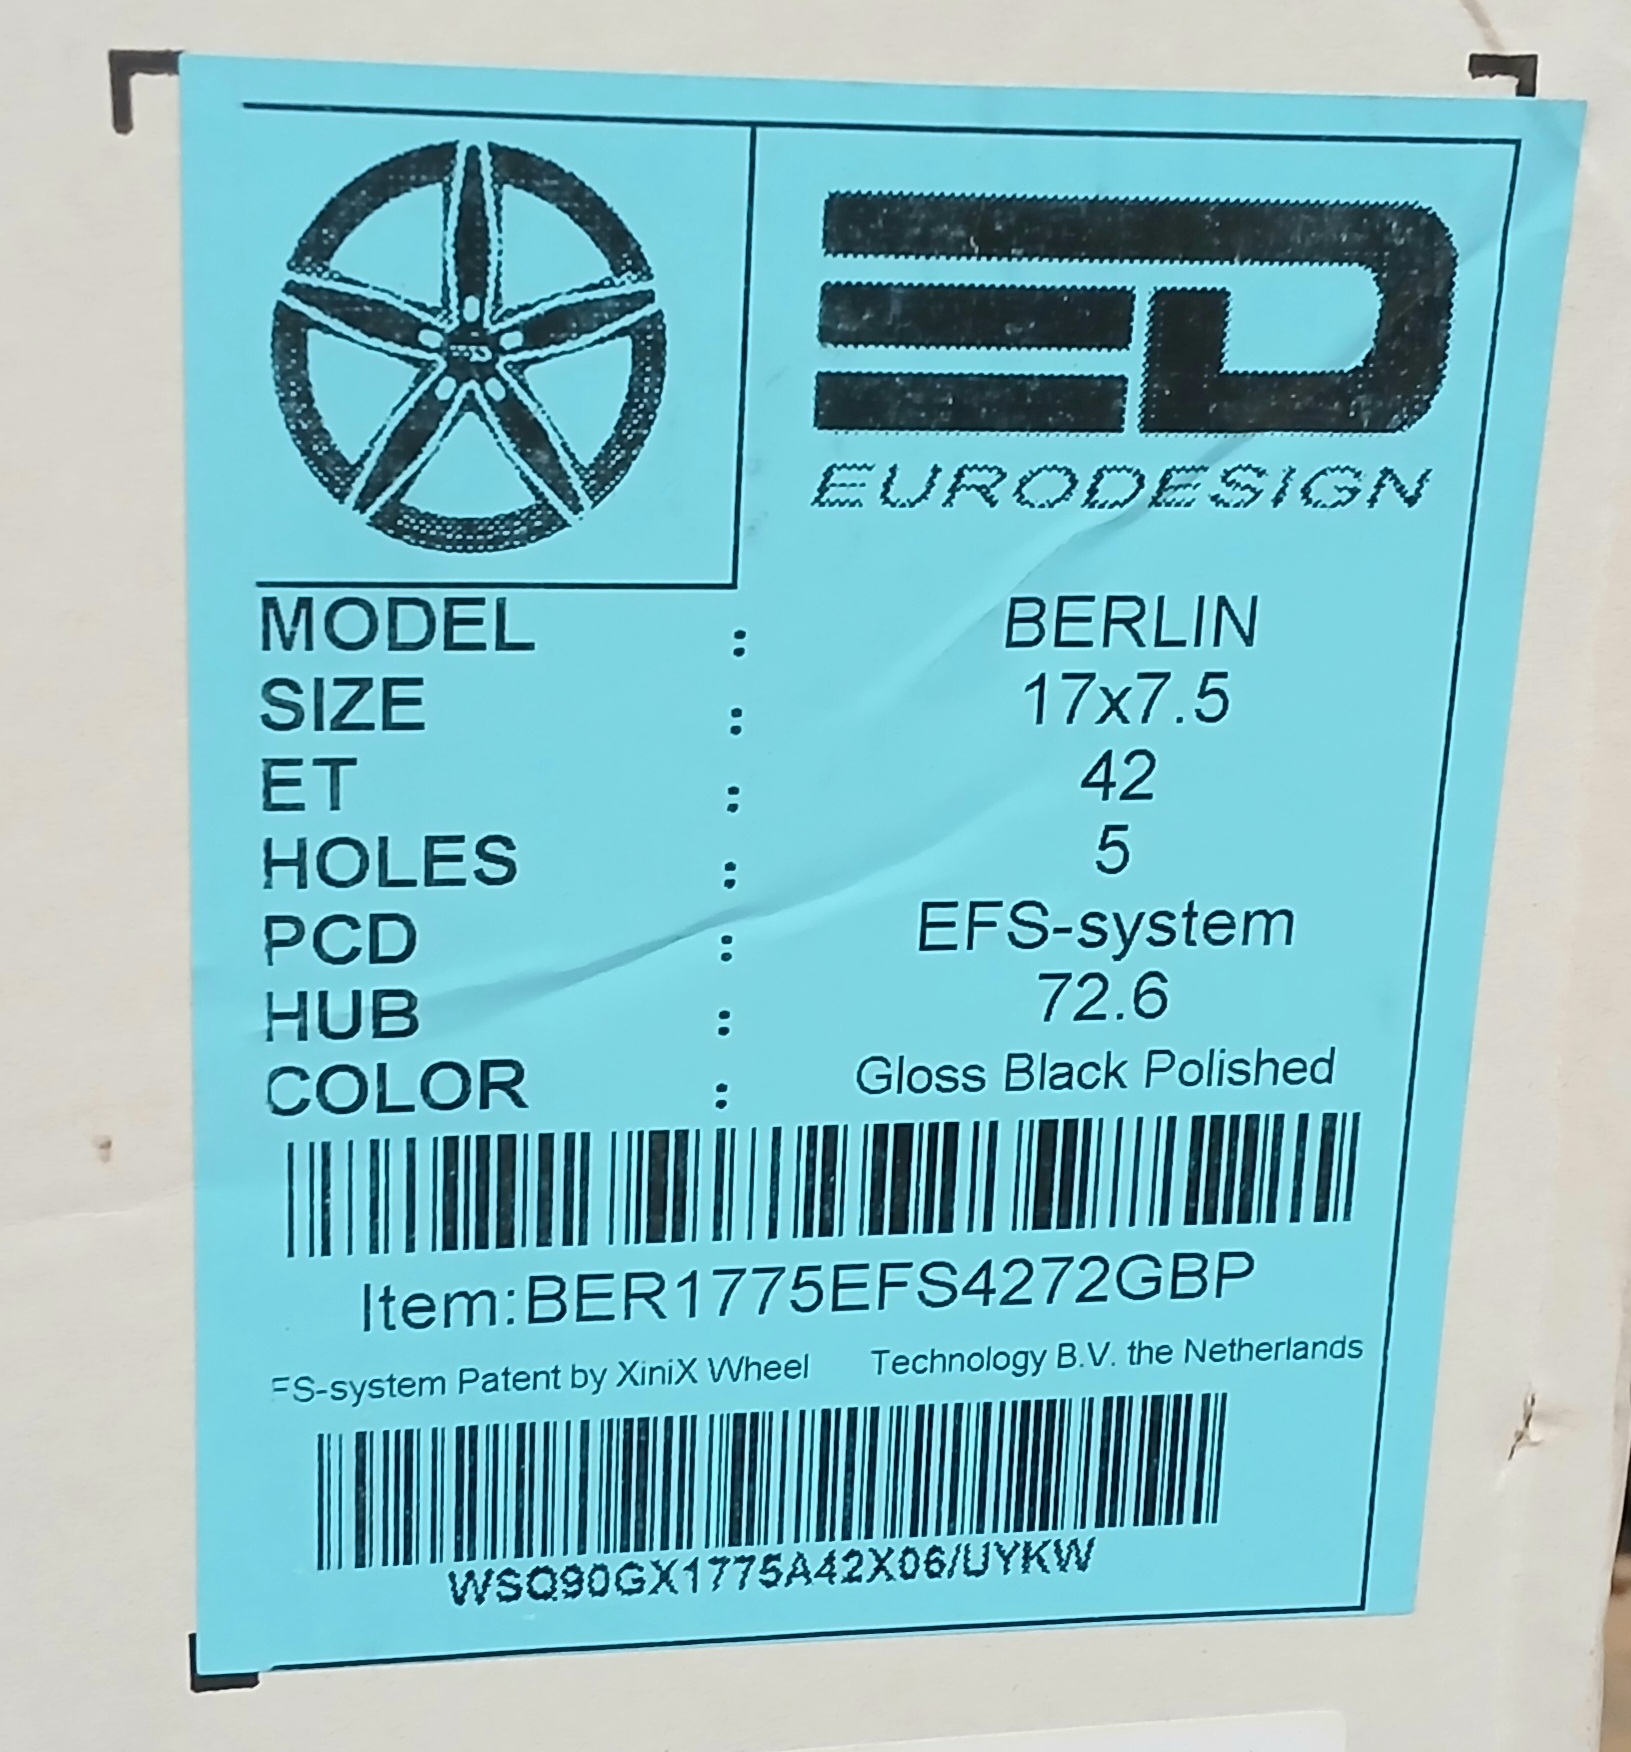 ED
EURODESIGN
MODEL : BERLIN
SIZE : 17x7.5
ET : 42
HOLES : 5
PCD : EFS-system
HUB : 72.6
COLOR : Gloss Black Polished
Item:BER1775EFS4272GBP
FS-system Patent by XiniX Wheel Technology B.V. the Netherlands
WSQ90GX1775A42X06/UYKW